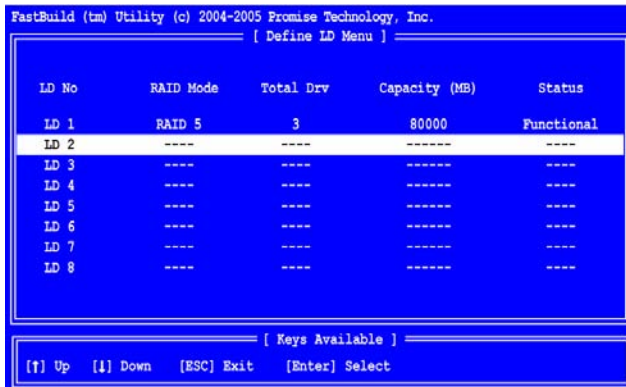 FastBuild (tm) Utility (c) 2004-2005 Promise Technology, Inc.
[ Define LD Menu ]
LD No RAID Mode Total Drv Capacity (MB) Status
LD 1 RAID 5 3 80000 Functional
LD 2 ---- ---- ------ ----
LD 3 ---- ---- ------ ----
LD 4 ---- ---- ------ ----
LD 5 ---- ---- ------ ----
LD 6 ---- ---- ------ ----
LD 7 ---- ---- ------ ----
LD 8 ---- ---- ------ ----
[ Keys Available ]
[↑] Up [↓] Down [ESC] Exit [Enter] Select